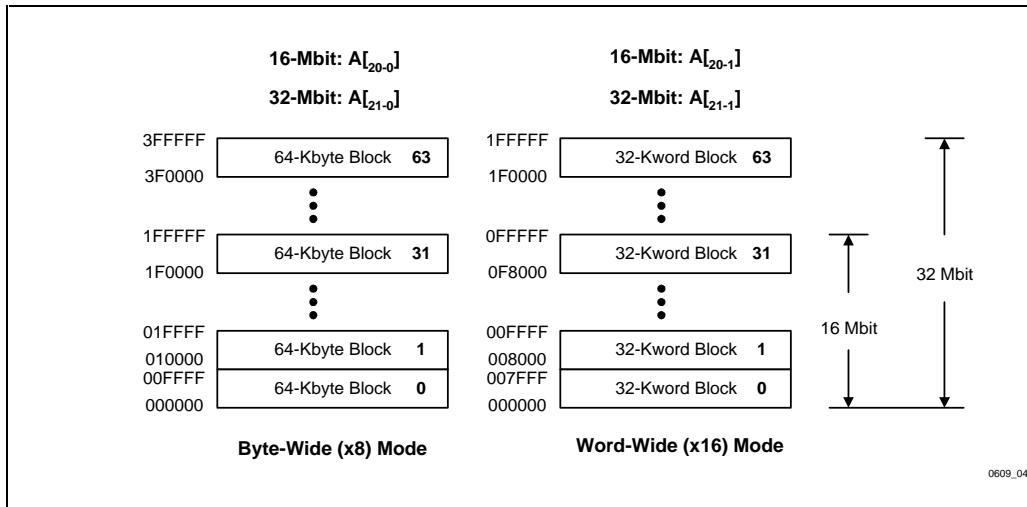 16-Mbit: A[20-0]
16-Mbit: A[20-1]
32-Mbit: A[21-0]
32-Mbit: A[21-1]
3FFFFF
64-Kbyte Block 63
3F0000
1FFFFF
32-Kword Block 63
1F0000
1FFFFF
64-Kbyte Block 31
1F0000
0FFFFF
32-Kword Block 31
0F8000
32 Mbit
16 Mbit
01FFFF
64-Kbyte Block 1
010000
00FFFF
64-Kbyte Block 0
000000
00FFFF
32-Kword Block 1
008000
007FFF
32-Kword Block 0
000000
Byte-Wide (x8) Mode
Word-Wide (x16) Mode
0609_04